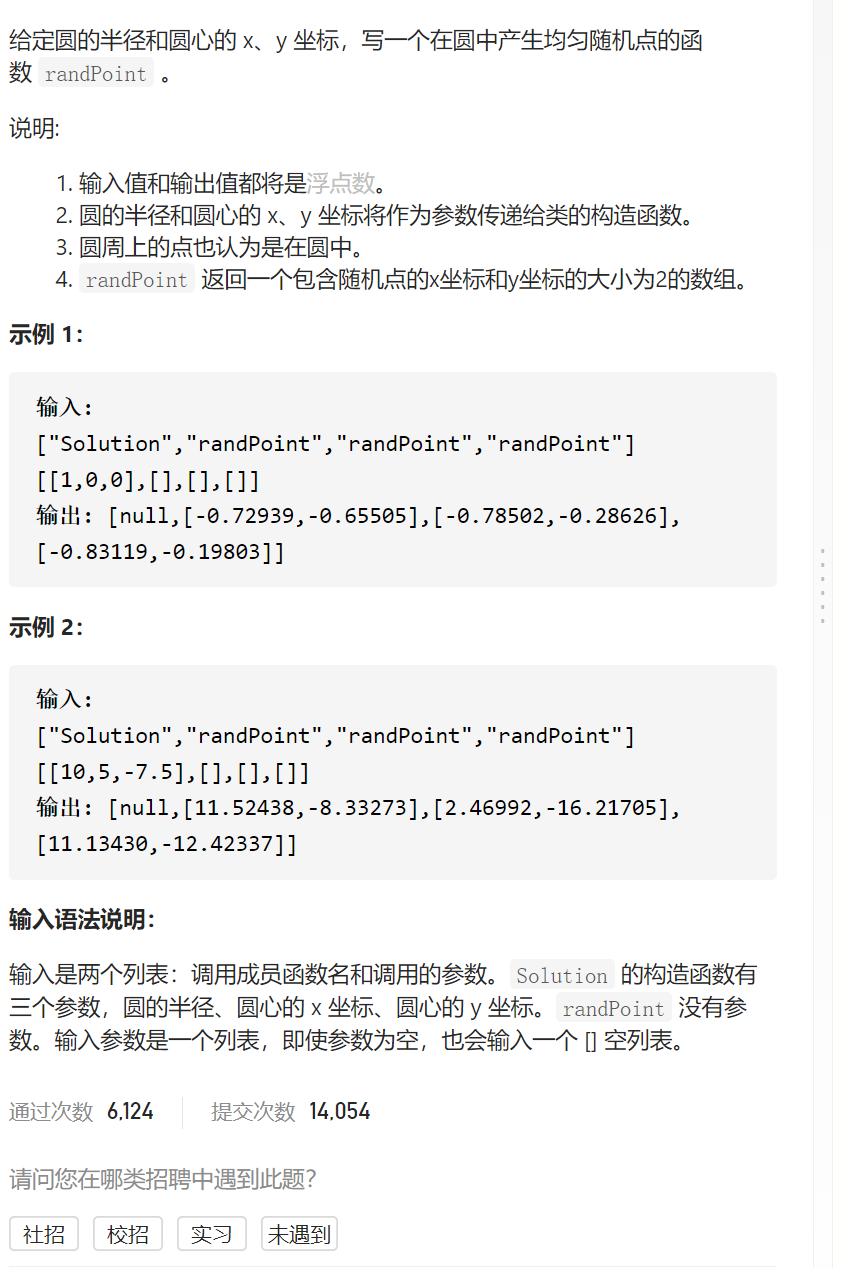 给定圆的半径和圆心的 x、y 坐标，写一个在圆中产生均匀随机点的函
数 randPoint 。
说明:
1. 输入值和输出值都将是浮点数。
2. 圆的半径和圆心的 x、y 坐标将作为参数传递给类的构造函数。
3. 圆周上的点也认为是在圆中。
4. randPoint 返回一个包含随机点的x坐标和y坐标的大小为2的数组。
示例 1：
输入：
["Solution","randPoint","randPoint","randPoint"]
[[1,0,0],[],[],[]]
输出：[null,[-0.72939,-0.65505],[-0.78502,-0.28626],
[-0.83119,-0.19803]]
示例 2：
输入：
["Solution","randPoint","randPoint","randPoint"]
[[10,5,-7.5],[],[],[]]
输出：[null,[11.52438,-8.33273],[2.46992,-16.21705],
[11.13430,-12.42337]]
输入语法说明：
输入是两个列表：调用成员函数名和调用的参数。Solution 的构造函数有
三个参数，圆的半径、圆心的 x 坐标、圆心的 y 坐标。randPoint 没有参
数。输入参数是一个列表，即使参数为空，也会输入一个 [] 空列表。
通过次数 6,124 提交次数 14,054
请问您在哪类招聘中遇到此题？
社招 校招 实习 未遇到